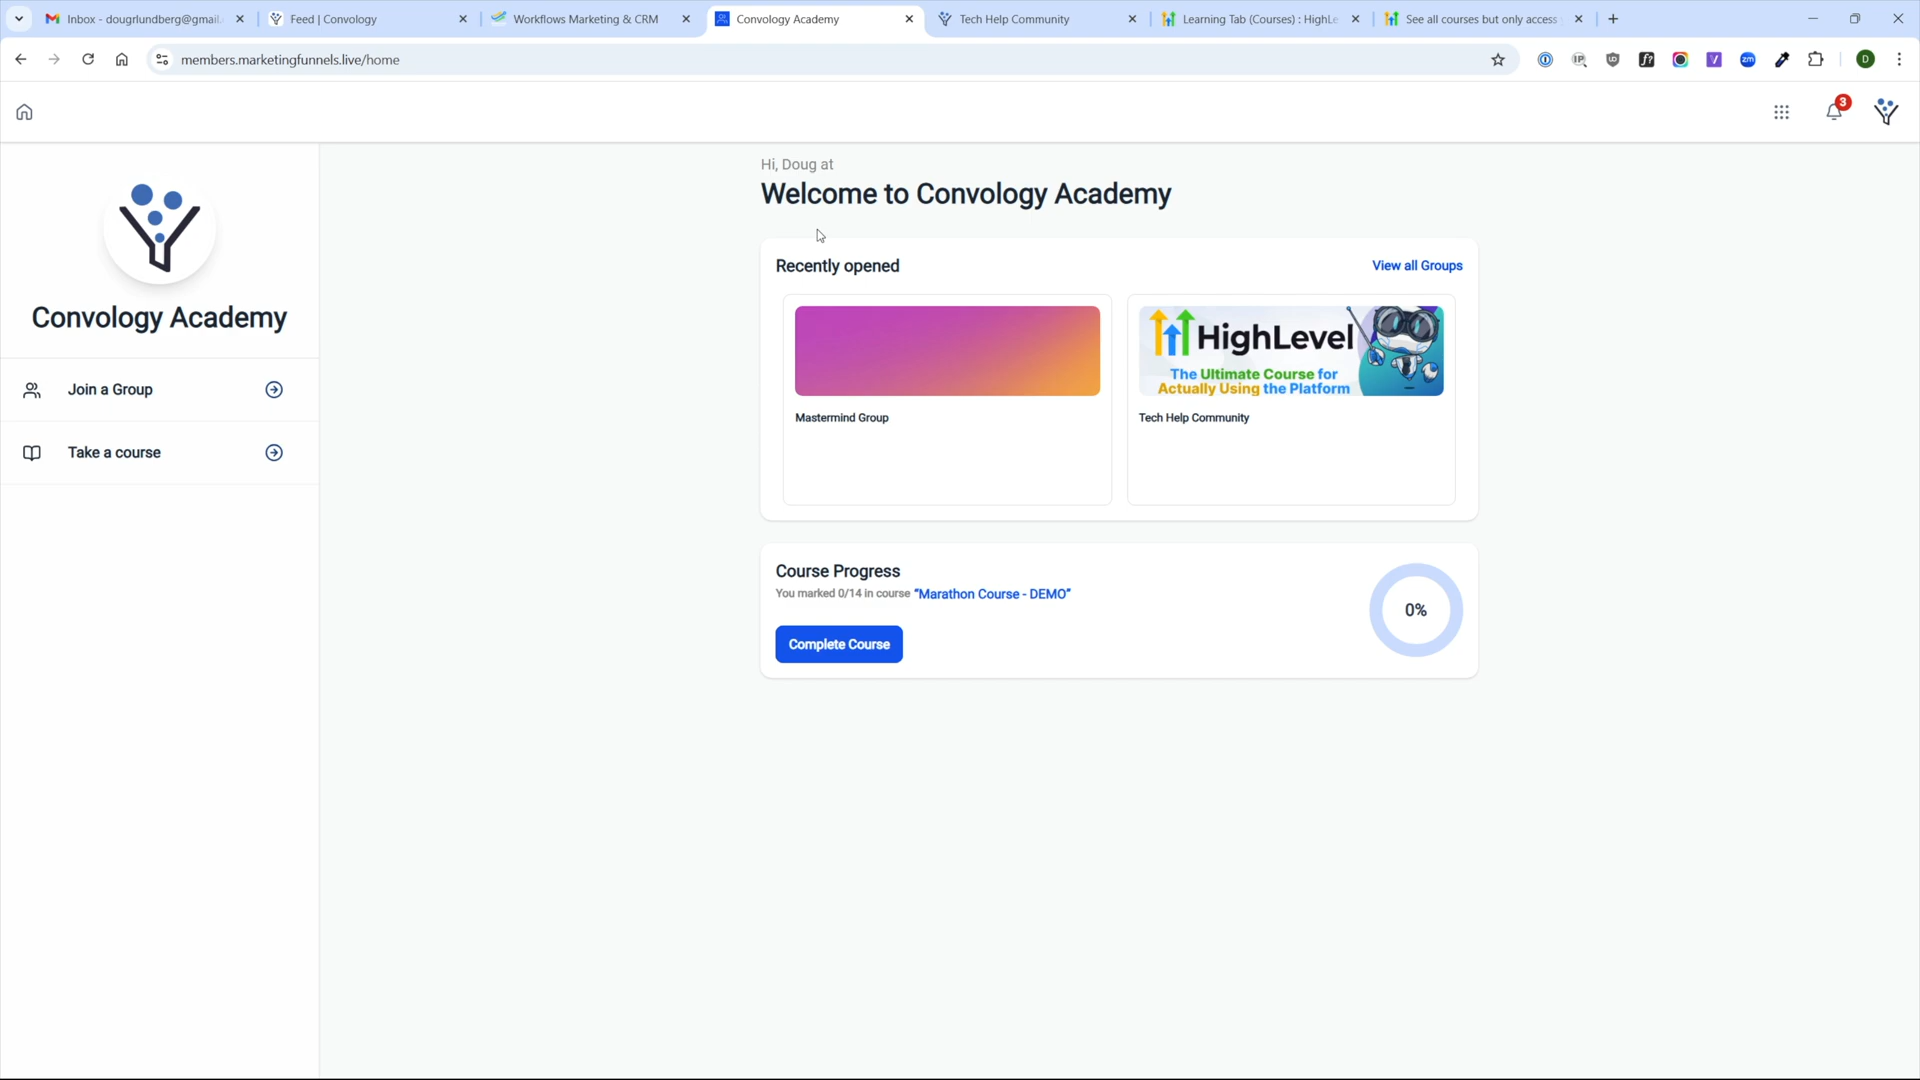 Inbox - dougrlundberg@gmail.
Feed | Convology
Workflows Marketing & CRM
Convology Academy
Tech Help Community
Learning Tab (Courses) : HighLe
See all courses but only access
members.marketingfunnels.live/home
IP
f?
V
zm
D
3
Hi, Doug at
Welcome to Convology Academy
Convology Academy
Join a Group
Take a course
Recently opened
View all Groups
HighLevel
The Ultimate Course for
Actually Using the Platform
Mastermind Group
Tech Help Community
Course Progress
You marked 0/14 in course “Marathon Course - DEMO”
0%
Complete Course